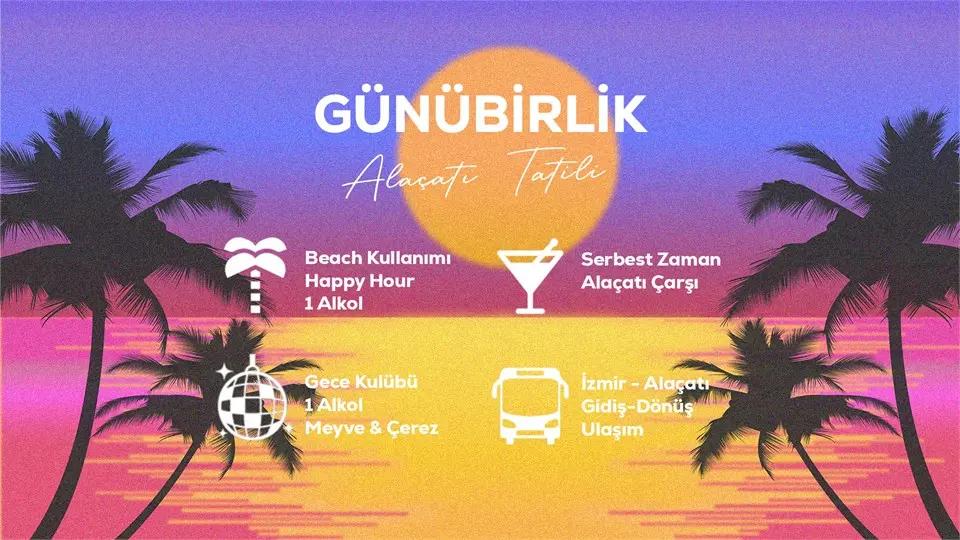 GÜNÜBİRLİK
Alaçatı Tatili
Beach Kullanımı
Happy Hour
1 Alkol
Serbest Zaman
Alaçatı Çarşı
Gece Kulübü
1 Alkol
Meyve & Çerez
İzmir - Alaçatı
Gidiş-Dönüş
Ulaşım